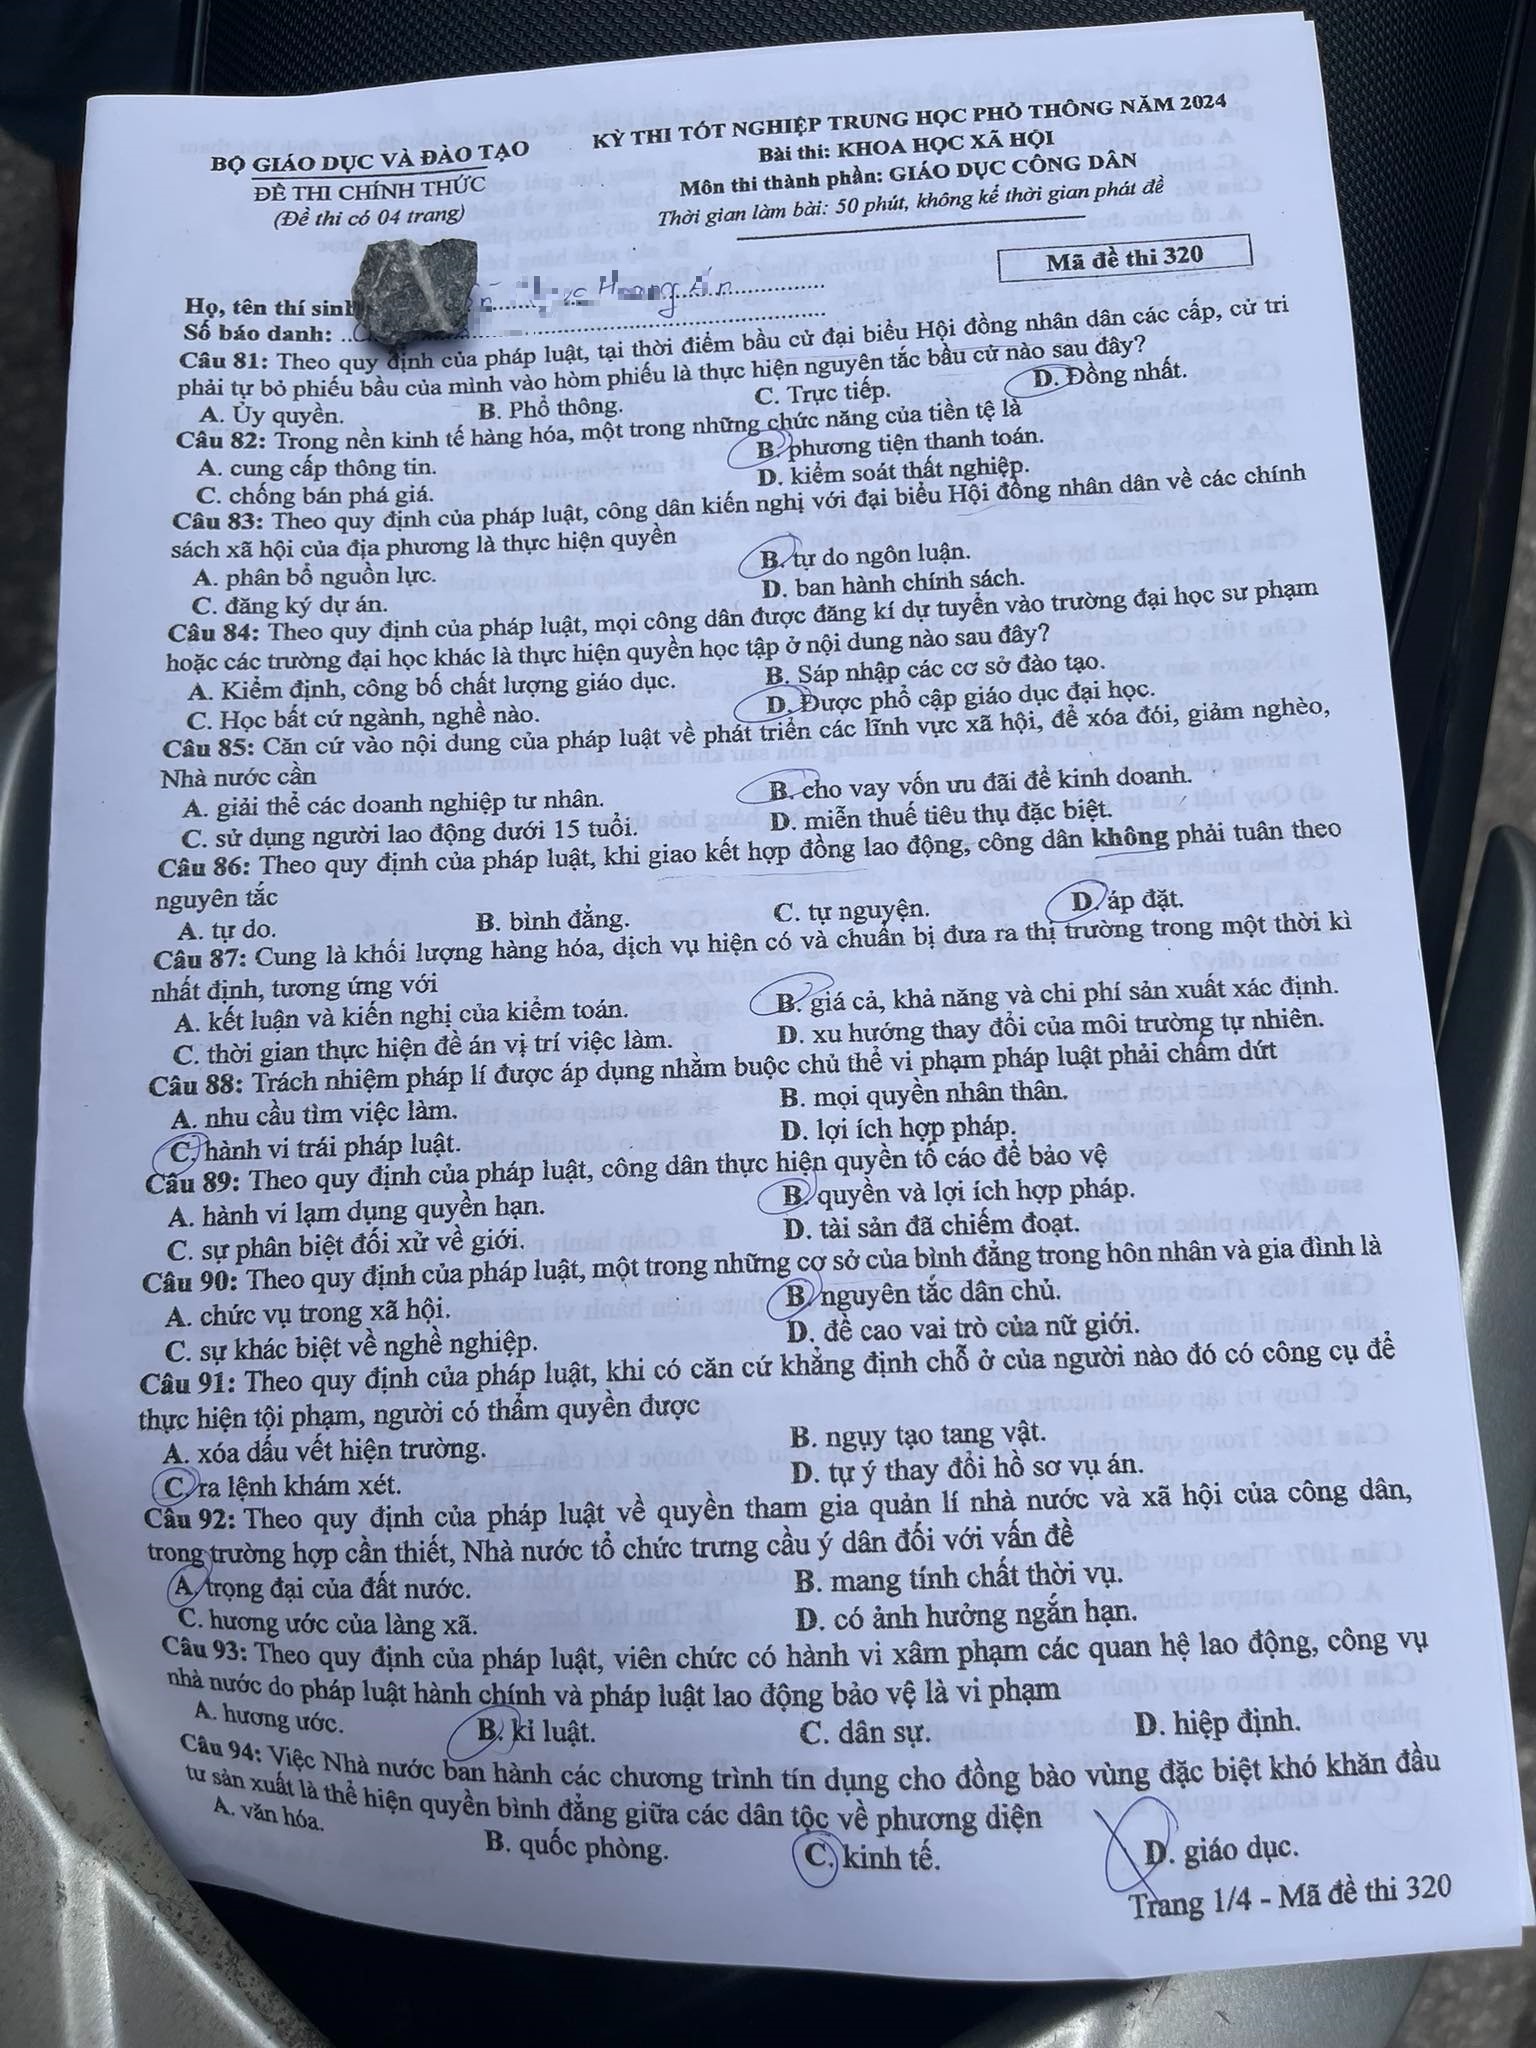 BỘ GIÁO DỤC VÀ ĐÀO TẠO
ĐỀ THI CHÍNH THỨC
(Đề thi có 04 trang)
KỲ THI TỐT NGHIỆP TRUNG HỌC PHỔ THÔNG NĂM 2024
Bài thi: KHOA HỌC XÃ HỘI
Môn thi thành phần: GIÁO DỤC CÔNG DÂN
Thời gian làm bài: 50 phút, không kể thời gian phát đề
Mã đề thi 320
Họ, tên thí sinh
Số báo danh:
Câu 81: Theo quy định của pháp luật, tại thời điểm bầu cử đại biểu Hội đồng nhân dân các cấp, cử tri
phải tự bỏ phiếu bầu của mình vào hòm phiếu là thực hiện nguyên tắc bầu cử nào sau đây?
A. Ủy quyền. B. Phổ thông. C. Trực tiếp. D. Đồng nhất.
Câu 82: Trong nền kinh tế hàng hóa, một trong những chức năng của tiền tệ là
A. cung cấp thông tin. B. phương tiện thanh toán.
C. chống bán phá giá. D. kiểm soát thất nghiệp.
Câu 83: Theo quy định của pháp luật, công dân kiến nghị với đại biểu Hội đồng nhân dân về các chính
sách xã hội của địa phương là thực hiện quyền
A. phân bổ nguồn lực. B. tự do ngôn luận.
C. đăng ký dự án. D. ban hành chính sách.
Câu 84: Theo quy định của pháp luật, mọi công dân được đăng kí dự tuyển vào trường đại học sư phạm
hoặc các trường đại học khác là thực hiện quyền học tập ở nội dung nào sau đây?
A. Kiểm định, công bố chất lượng giáo dục. B. Sáp nhập các cơ sở đào tạo.
C. Học bất cứ ngành, nghề nào. D. Được phổ cập giáo dục đại học.
Câu 85: Căn cứ vào nội dung của pháp luật về phát triển các lĩnh vực xã hội, để xóa đói, giảm nghèo,
Nhà nước cần
A. giải thể các doanh nghiệp tư nhân. B. cho vay vốn ưu đãi để kinh doanh.
C. sử dụng người lao động dưới 15 tuổi. D. miễn thuế tiêu thụ đặc biệt.
Câu 86: Theo quy định của pháp luật, khi giao kết hợp đồng lao động, công dân không phải tuân theo
nguyên tắc
A. tự do. B. bình đẳng. C. tự nguyện. D. áp đặt.
Câu 87: Cung là khối lượng hàng hóa, dịch vụ hiện có và chuẩn bị đưa ra thị trường trong một thời kì
nhất định, tương ứng với
A. kết luận và kiến nghị của kiểm toán. B. giá cả, khả năng và chi phí sản xuất xác định.
C. thời gian thực hiện đề án vị trí việc làm. D. xu hướng thay đổi của môi trường tự nhiên.
Câu 88: Trách nhiệm pháp lí được áp dụng nhằm buộc chủ thể vi phạm pháp luật phải chấm dứt
A. nhu cầu tìm việc làm. B. mọi quyền nhân thân.
C. hành vi trái pháp luật. D. lợi ích hợp pháp.
Câu 89: Theo quy định của pháp luật, công dân thực hiện quyền tố cáo để bảo vệ
A. hành vi lạm dụng quyền hạn. B. quyền và lợi ích hợp pháp.
C. sự phân biệt đối xử về giới. D. tài sản đã chiếm đoạt.
Câu 90: Theo quy định của pháp luật, một trong những cơ sở của bình đẳng trong hôn nhân và gia đình là
A. chức vụ trong xã hội. B. nguyên tắc dân chủ.
C. sự khác biệt về nghề nghiệp. D. đề cao vai trò của nữ giới.
Câu 91: Theo quy định của pháp luật, khi có căn cứ khẳng định chỗ ở của người nào đó có công cụ để
thực hiện tội phạm, người có thẩm quyền được
A. xóa dấu vết hiện trường. B. ngụy tạo tang vật.
C. ra lệnh khám xét. D. tự ý thay đổi hồ sơ vụ án.
Câu 92: Theo quy định của pháp luật về quyền tham gia quản lí nhà nước và xã hội của công dân,
trong trường hợp cần thiết, Nhà nước tổ chức trưng cầu ý dân đối với vấn đề
A. trọng đại của đất nước. B. mang tính chất thời vụ.
C. hương ước của làng xã. D. có ảnh hưởng ngắn hạn.
Câu 93: Theo quy định của pháp luật, viên chức có hành vi xâm phạm các quan hệ lao động, công vụ
nhà nước do pháp luật hành chính và pháp luật lao động bảo vệ là vi phạm
A. hương ước. B. kỉ luật. C. dân sự. D. hiệp định.
Câu 94: Việc Nhà nước ban hành các chương trình tín dụng cho đồng bào vùng đặc biệt khó khăn đầu
tư sản xuất là thể hiện quyền bình đẳng giữa các dân tộc về phương diện
A. văn hóa. B. quốc phòng. C. kinh tế. D. giáo dục.
Trang 1/4 - Mã đề thi 320